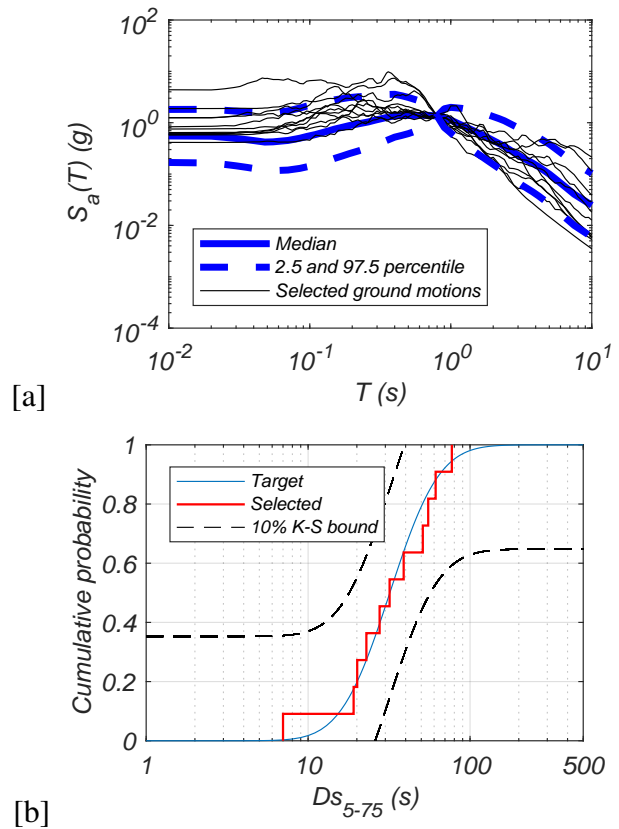 10^2
10^0
10^-2
10^-4
S_a(T) (g)
Median
2.5 and 97.5 percentile
Selected ground motions
10^-2 10^-1 10^0 10^1
T (s)
[a]
1
0.8
0.6
0.4
0.2
0
Cumulative probability
Target
Selected
10% K-S bound
1 10 100 500
Ds_5-75 (s)
[b]